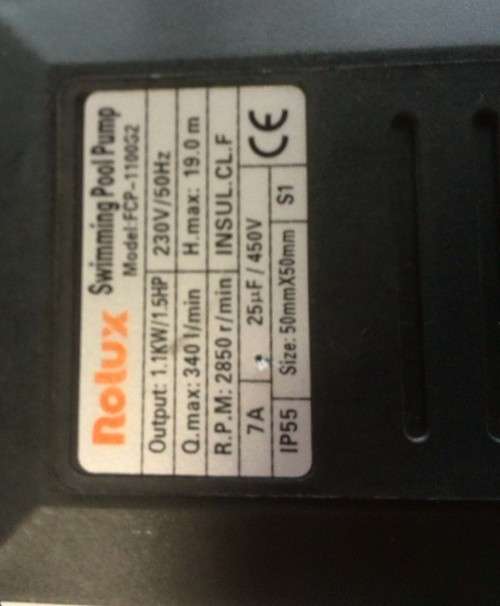 Rolux Swimming Pool Pump
Model:FCP-1100G2
Output: 1.1KW/1.5HP 230V/50Hz
Q.max: 340 l/min H.max: 19.0 m
R.P.M: 2850 r/min INSUL.CL.F
7A 25μF/450V CE
IP55 Size: 50mmX50mm S1